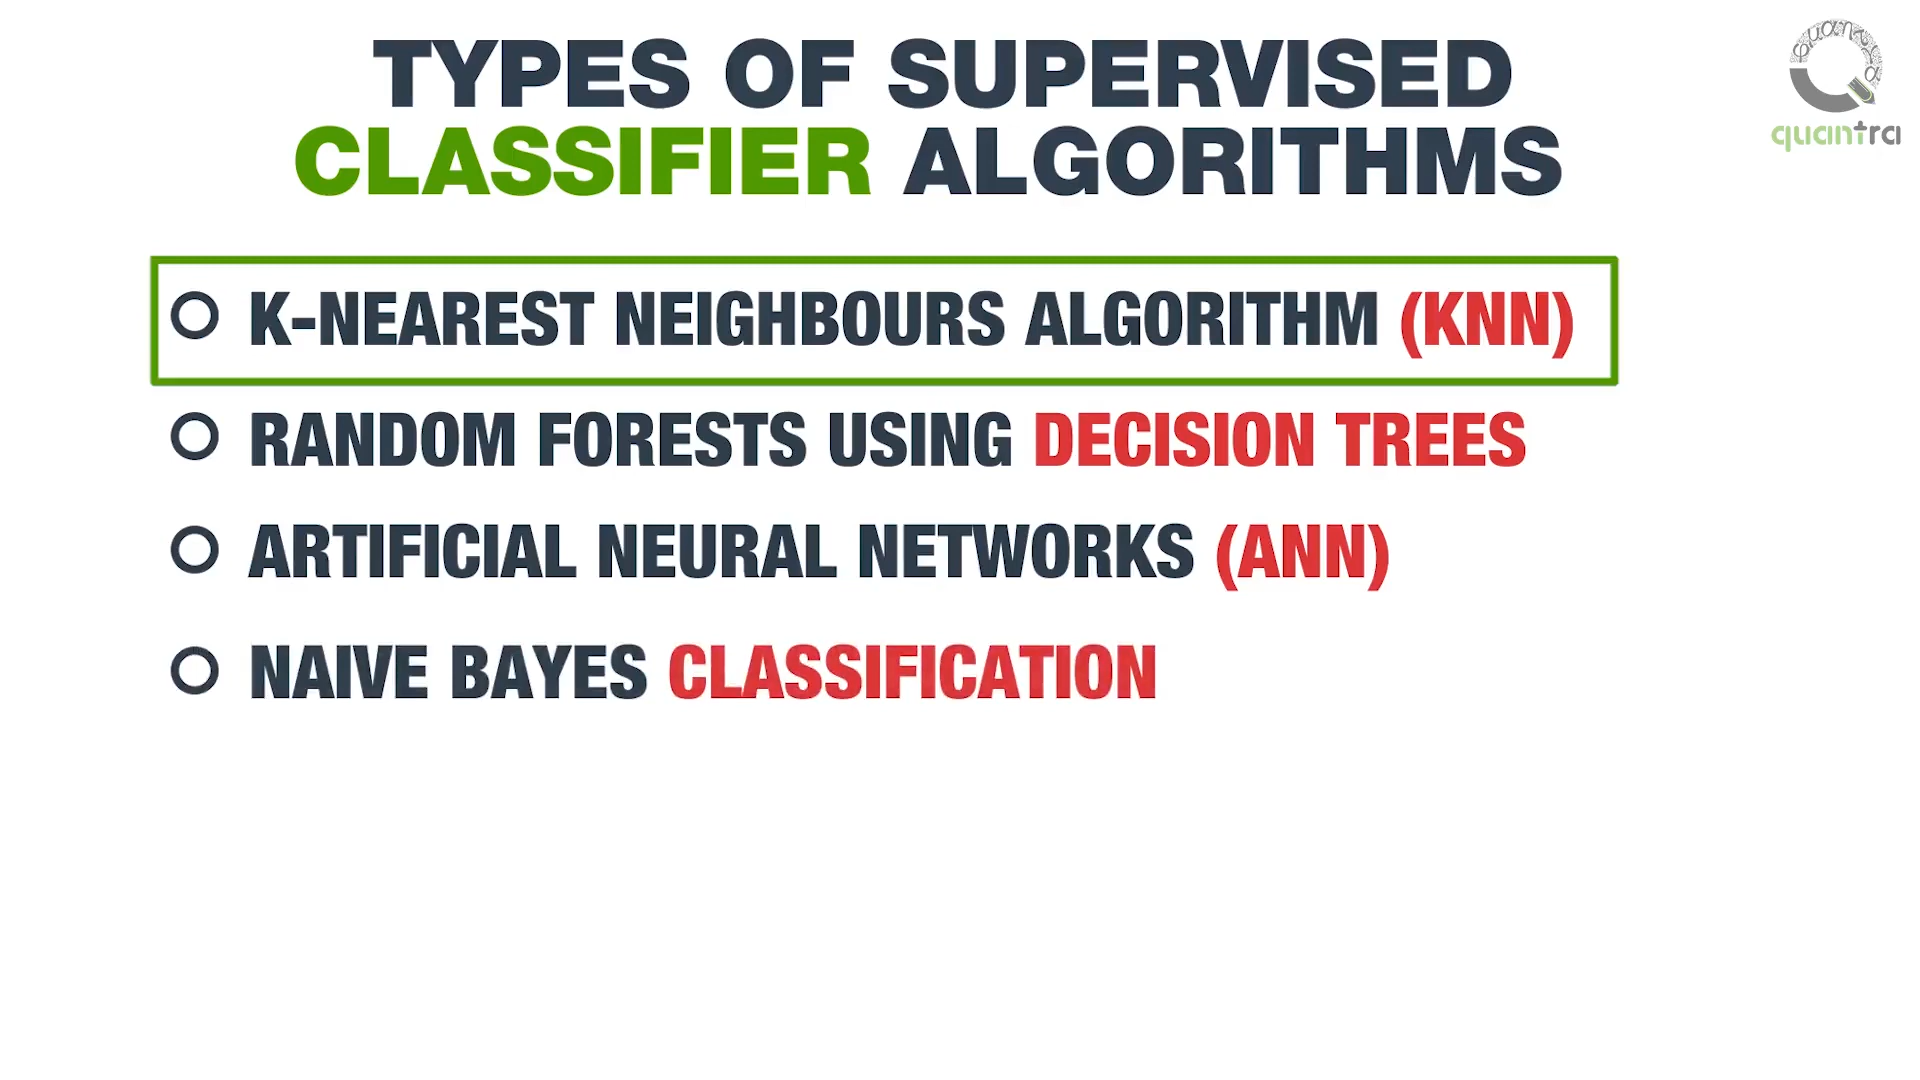 TYPES OF SUPERVISED
CLASSIFIER ALGORITHMS
quantra
K-NEAREST NEIGHBOURS ALGORITHM (KNN)
RANDOM FORESTS USING DECISION TREES
ARTIFICIAL NEURAL NETWORKS (ANN)
NAIVE BAYES CLASSIFICATION